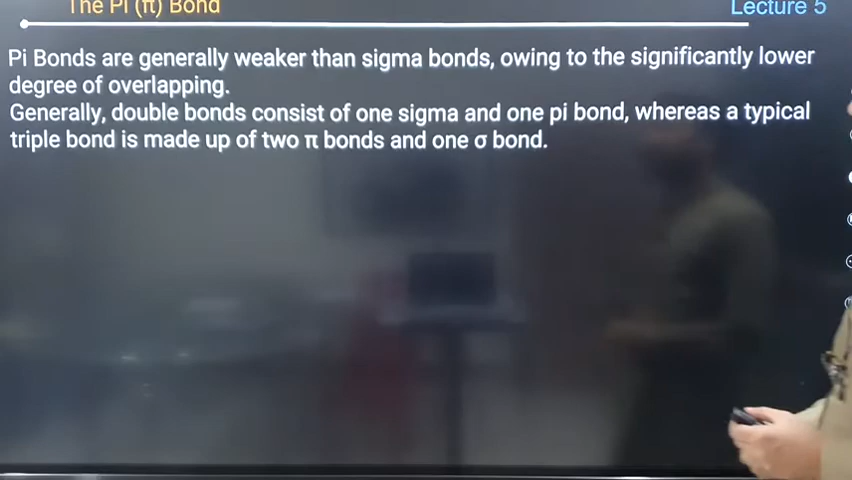 The Pi (π) Bond
Lecture 5
Pi Bonds are generally weaker than sigma bonds, owing to the significantly lower
degree of overlapping.
Generally, double bonds consist of one sigma and one pi bond, whereas a typical
triple bond is made up of two π bonds and one σ bond.